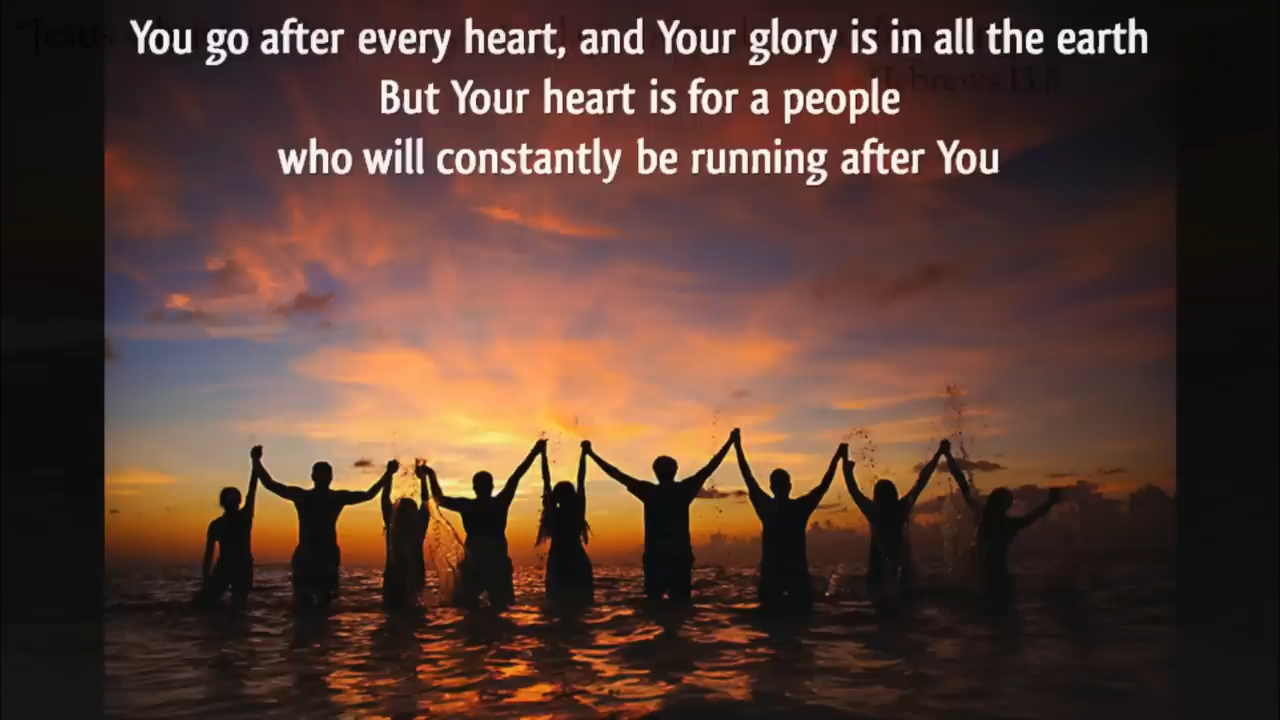 You go after every heart, and Your glory is in all the earth
But Your heart is for a people
who will constantly be running after You
"Jesus
Hebrews 13:8